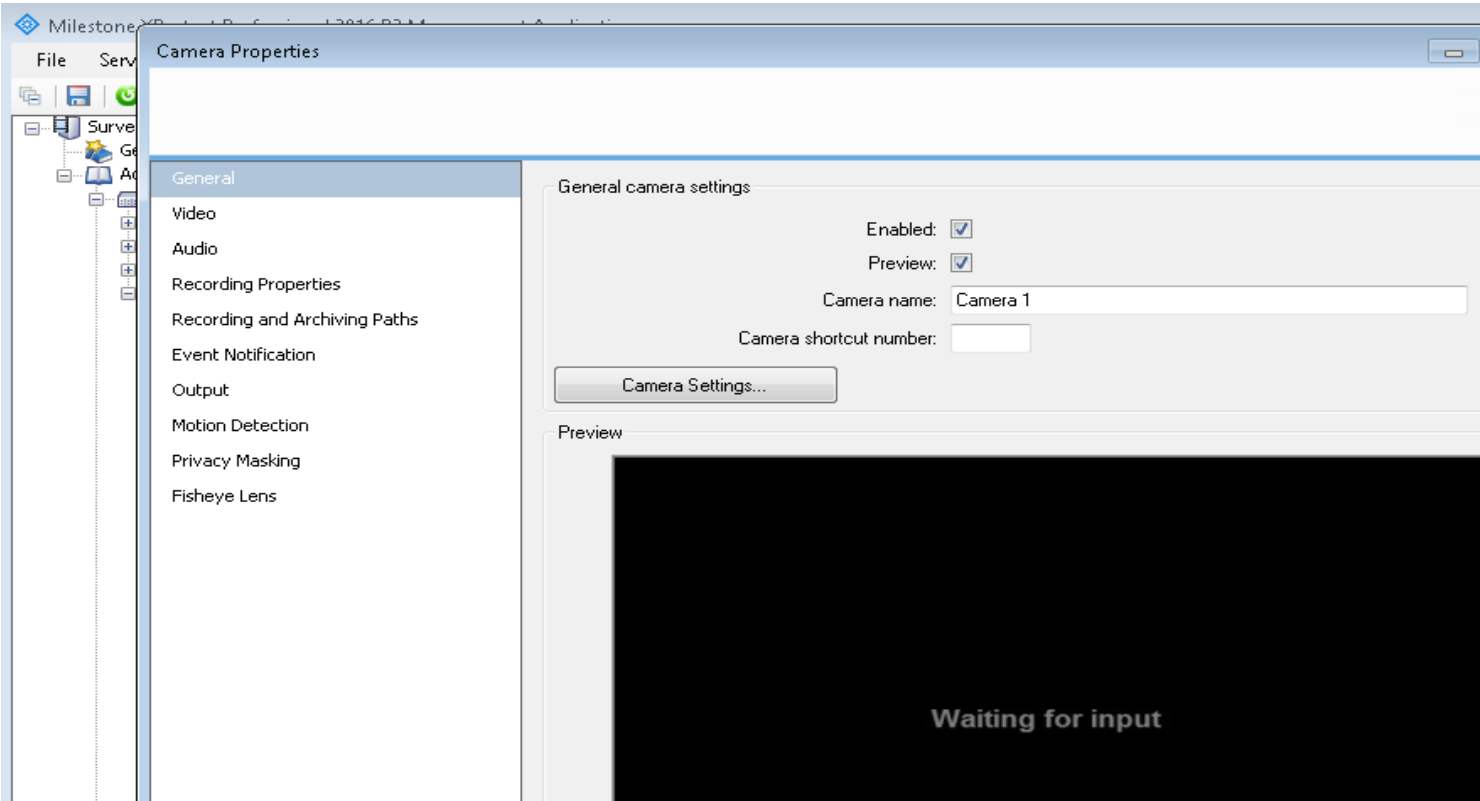 Milestone
Camera Properties
File
General
General camera settings
Video
Enabled:
Audio
Preview:
Recording Properties
Camera name: Camera 1
Recording and Archiving Paths
Camera shortcut number:
Event Notification
Camera Settings...
Output
Motion Detection
Preview
Privacy Masking
Fisheye Lens
Waiting for input